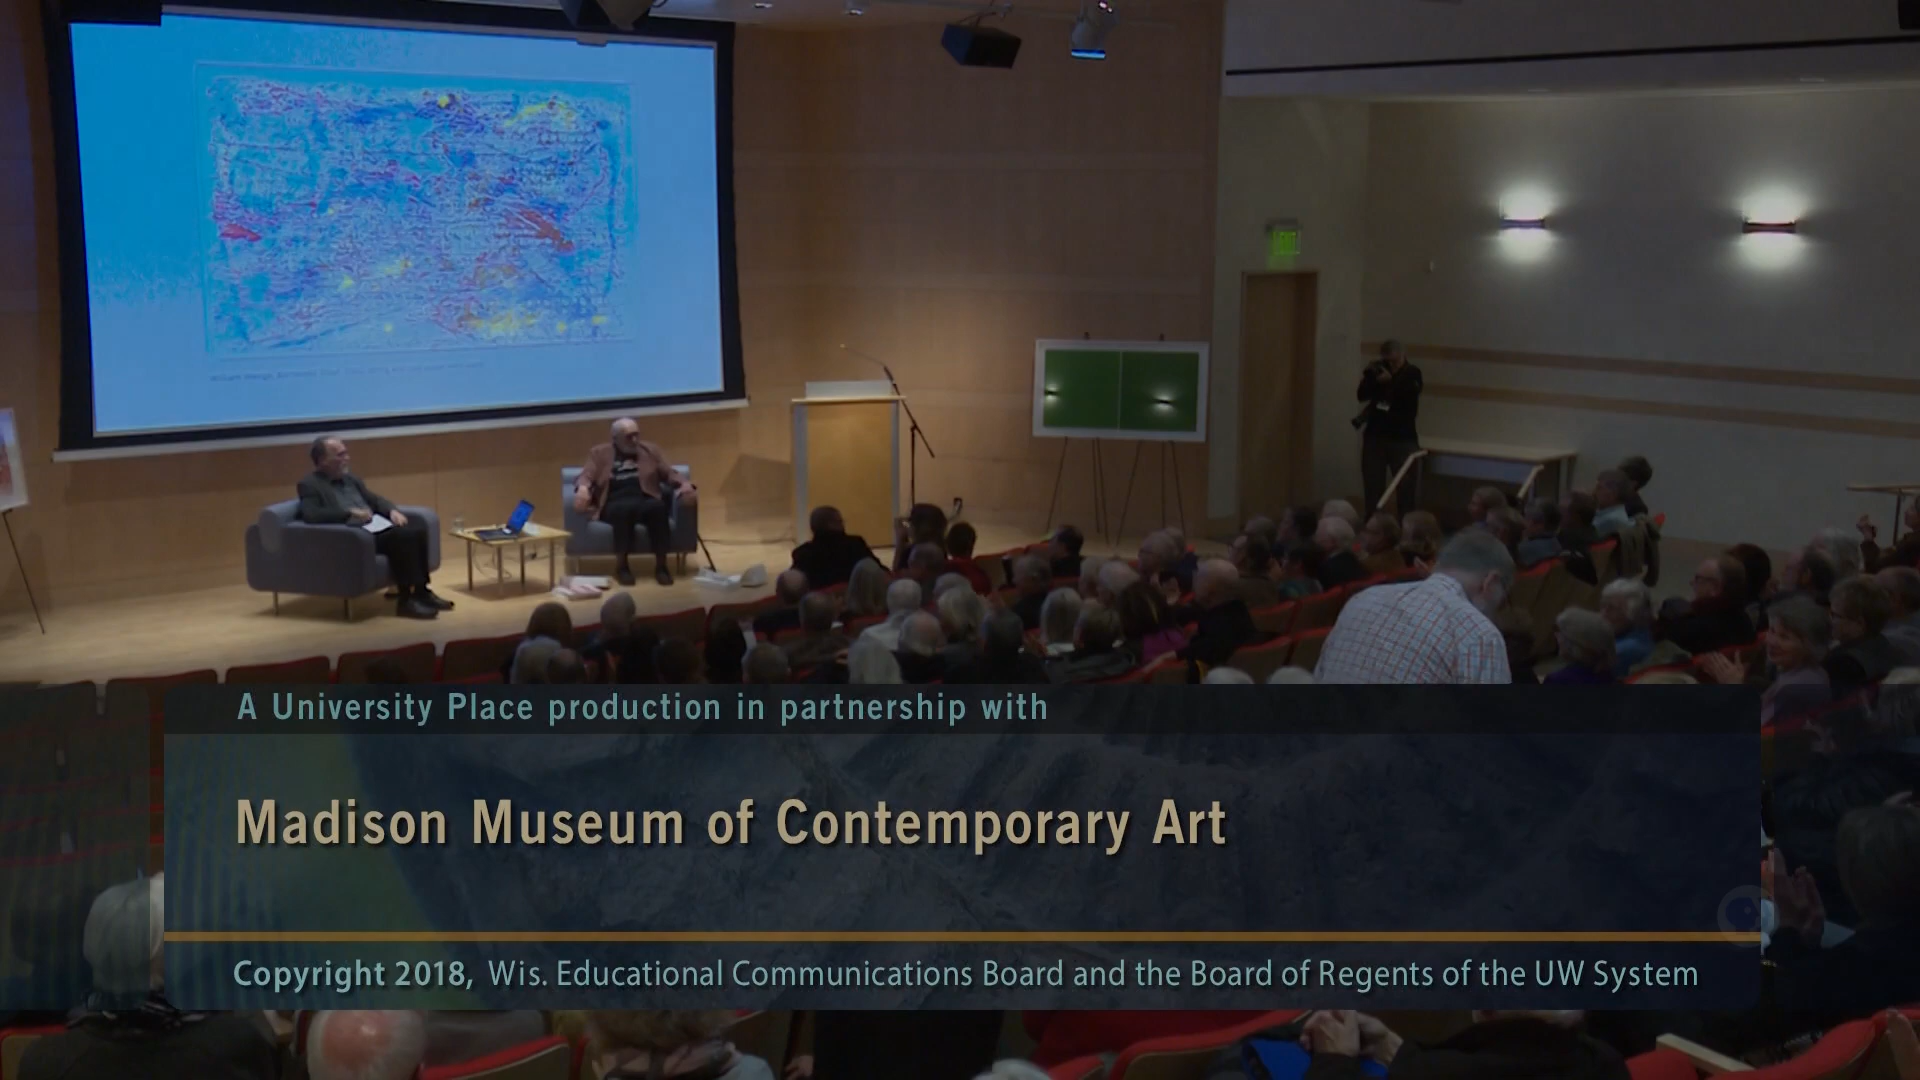 A University Place production in partnership with
Madison Museum of Contemporary Art
Copyright 2018, Wis. Educational Communications Board and the Board of Regents of the UW System